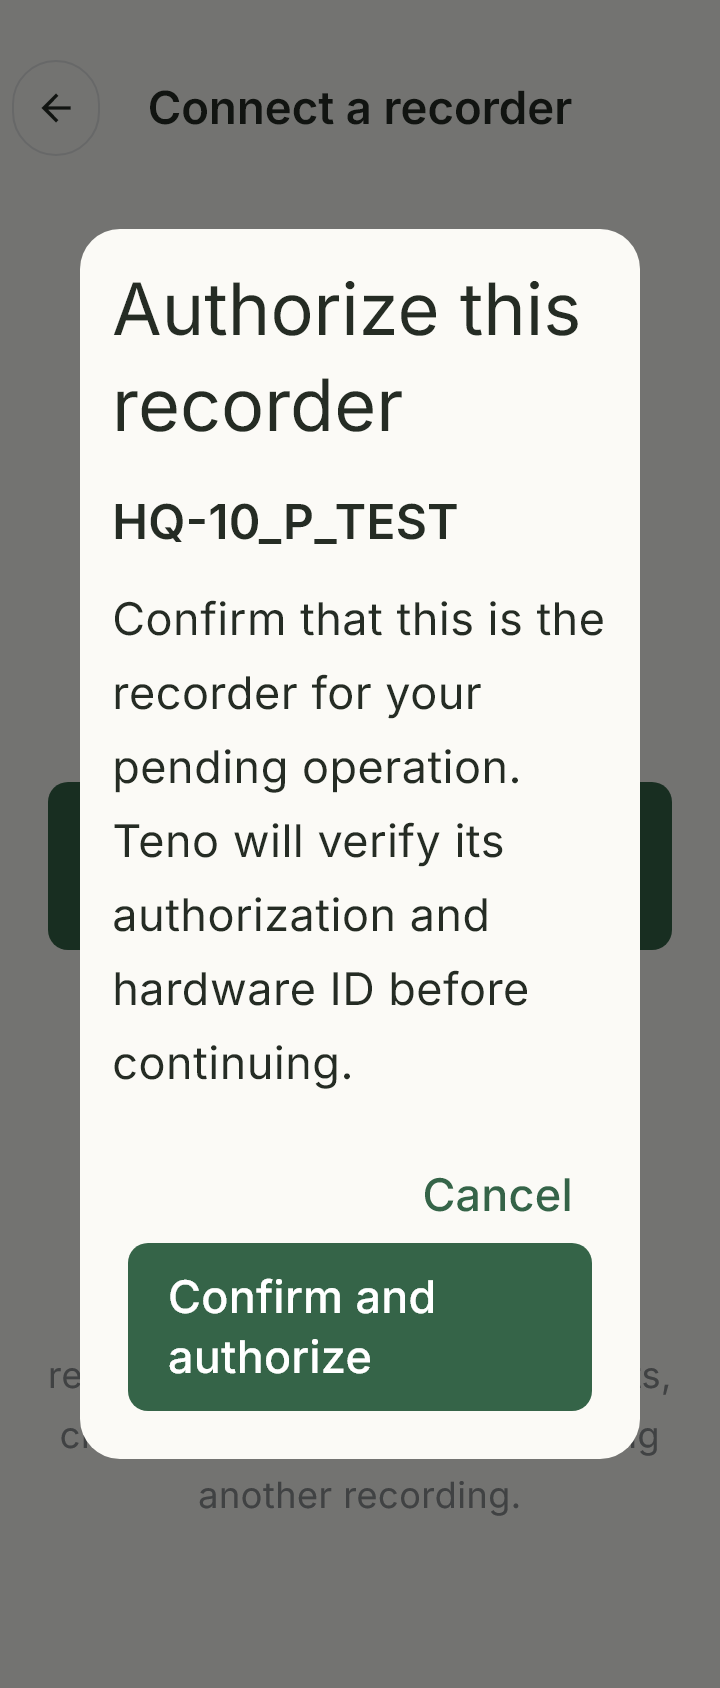 Connect a recorder
Authorize this
recorder
HQ-10_P_TEST
Confirm that this is the
recorder for your
pending operation.
Teno will verify its
authorization and
hardware ID before
continuing.
Cancel
Confirm and
authorize
another recording.